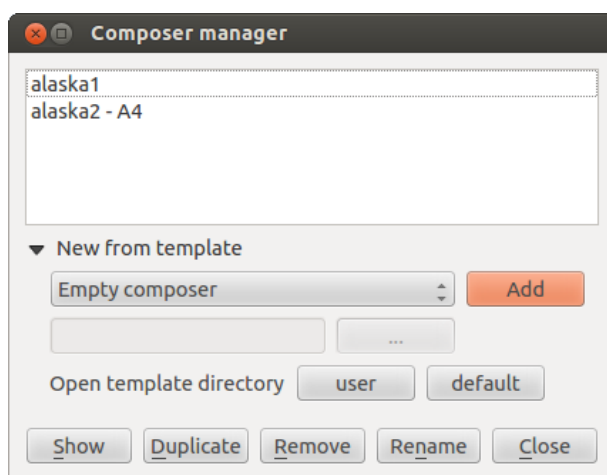 Composer manager
alaska1
alaska2 - A4
New from template
Empty composer Add
...
Open template directory user default
Show Duplicate Remove Rename Close